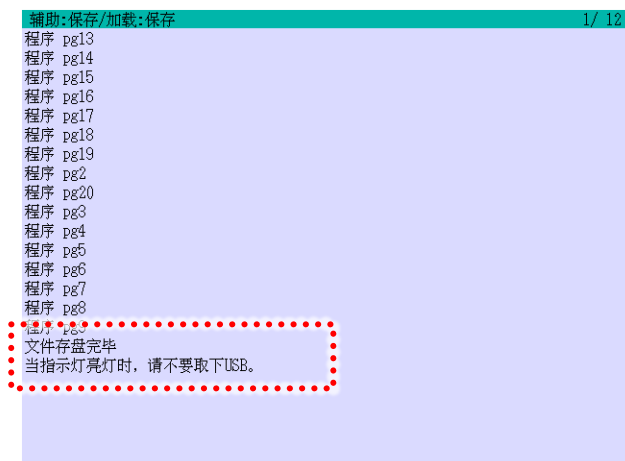 辅助:保存/加载:保存 1/ 12
程序 pg13
程序 pg14
程序 pg15
程序 pg16
程序 pg17
程序 pg18
程序 pg19
程序 pg2
程序 pg20
程序 pg3
程序 pg4
程序 pg5
程序 pg6
程序 pg7
程序 pg8
程序 pg9
文件存盘完毕
当指示灯亮灯时，请不要取下USB。